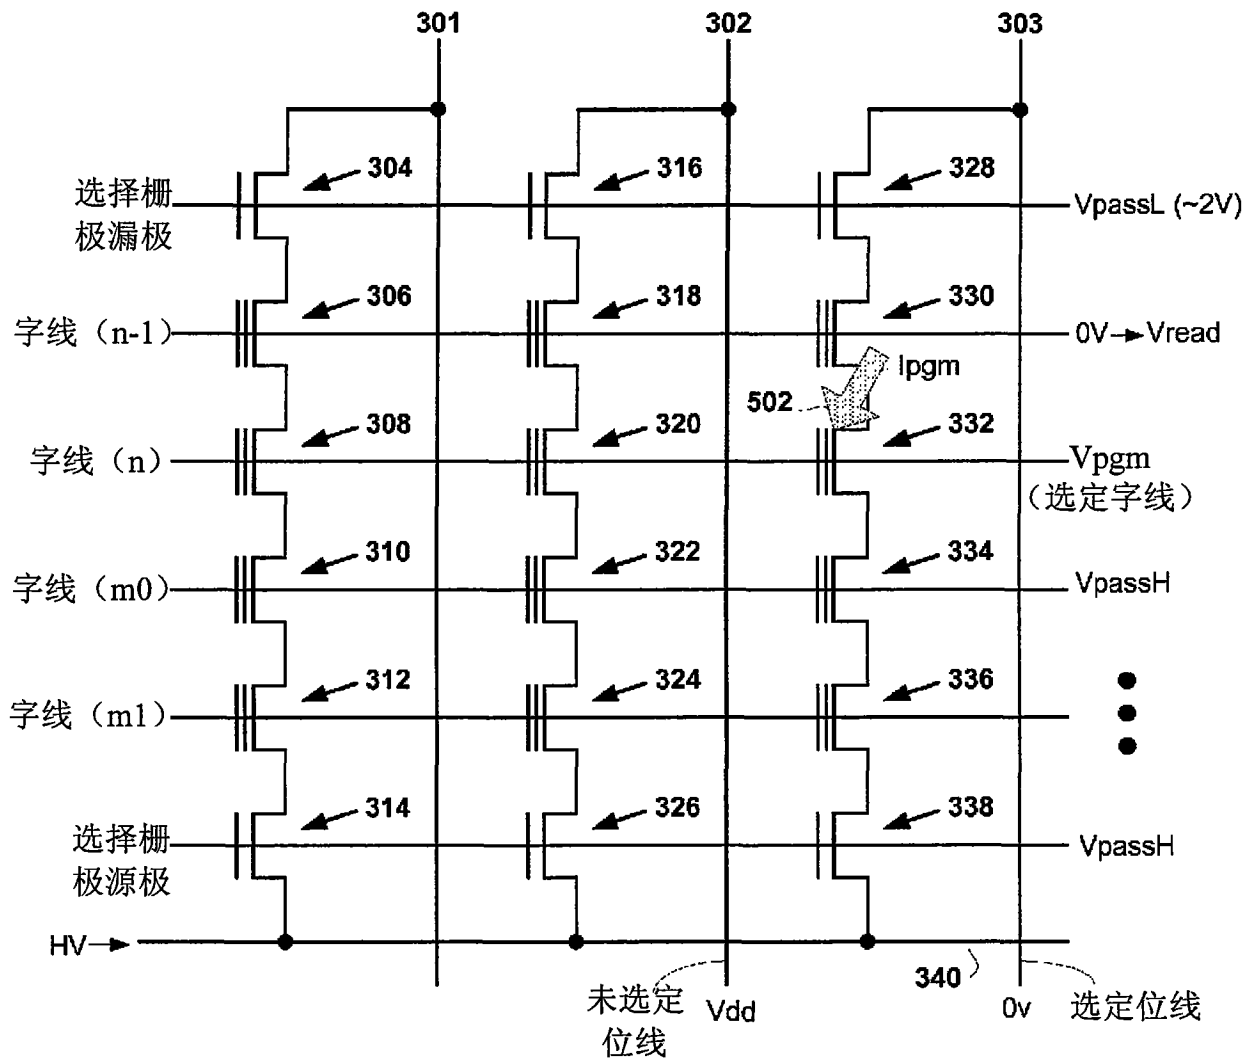 301 302 303
304 316 328
选择栅
极漏极
VpassL (~2V)
306 318 330
字线（n-1）
0V→Vread
Ipgm
502
308 320 332
字线（n）
Vpgm
（选定字线）
310 322 334
字线（m0）
VpassH
312 324 336
字线（m1）
314 326 338
选择栅
极源极
VpassH
HV→
340
未选定
位线
Vdd
0v
选定位线